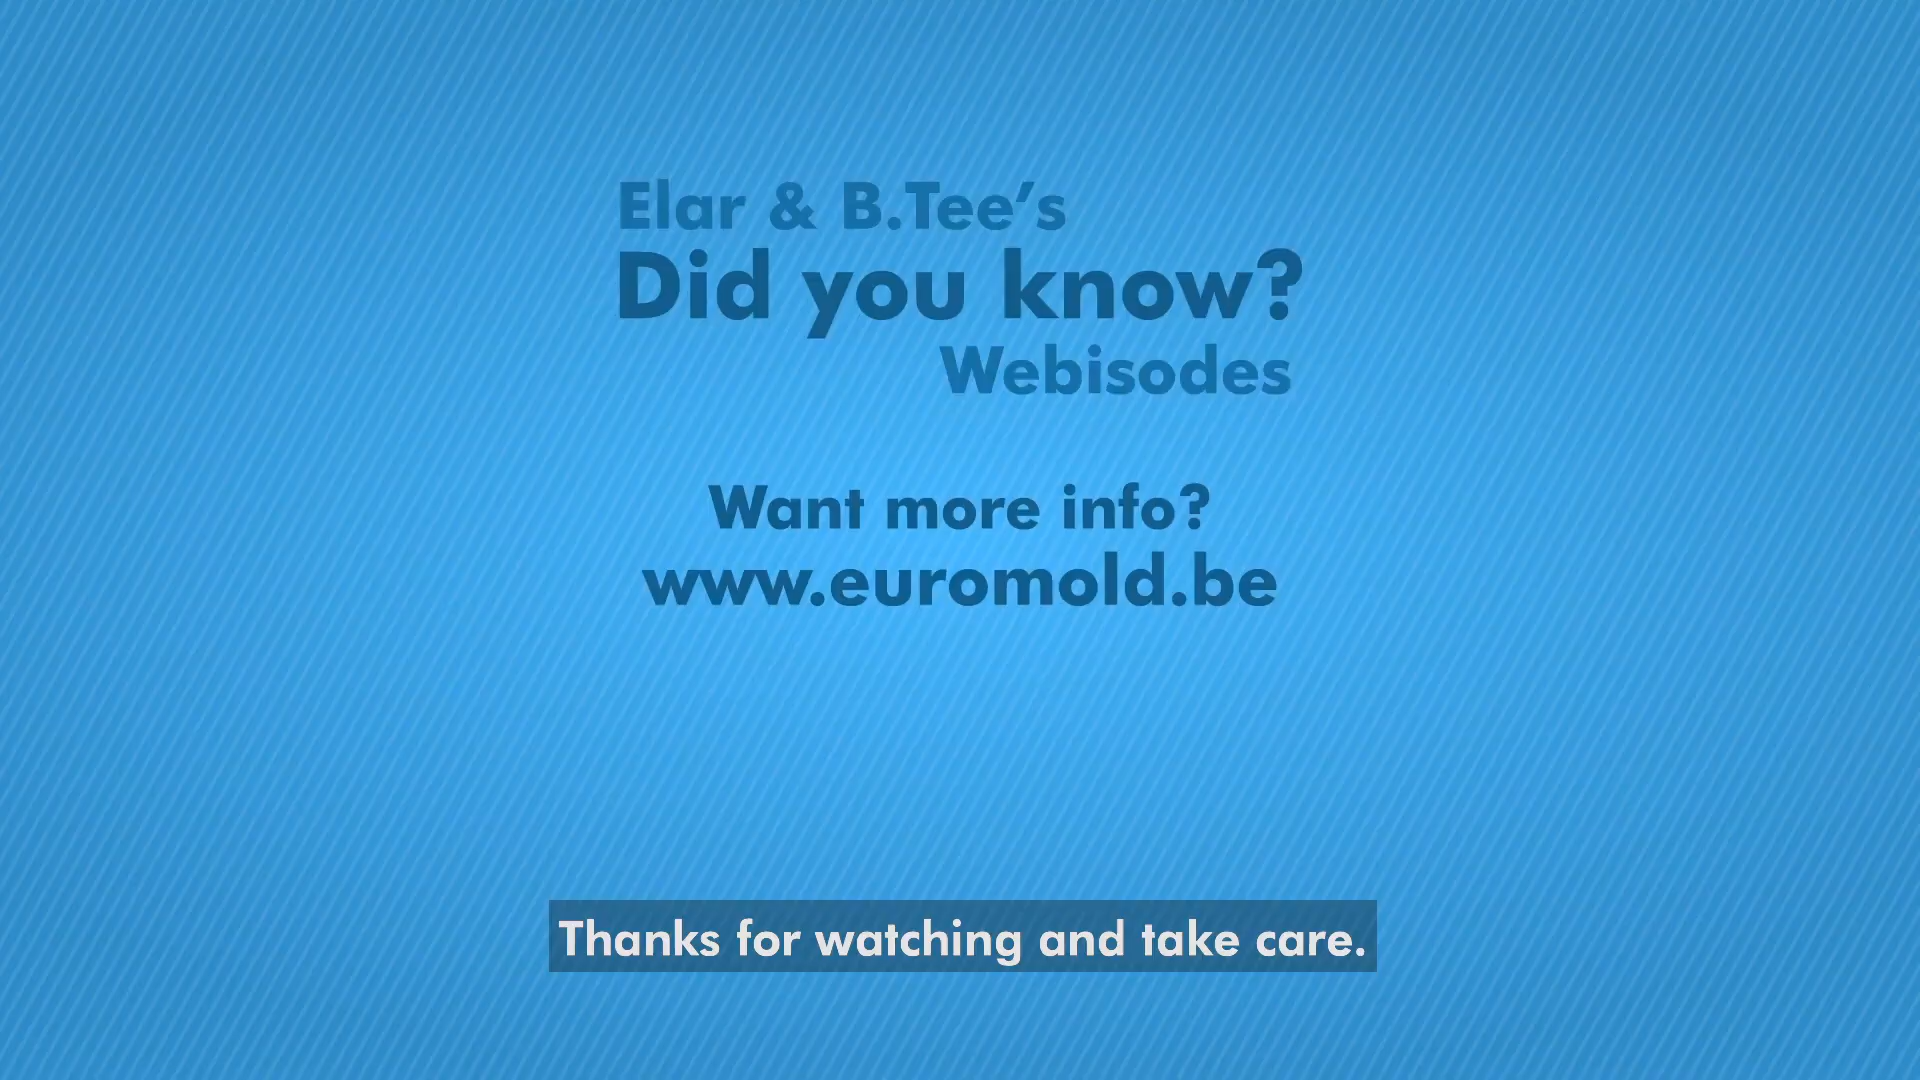 Elar & B.Tee’s
Did you know?
Webisodes
Want more info?
www.euromold.be
Thanks for watching and take care.